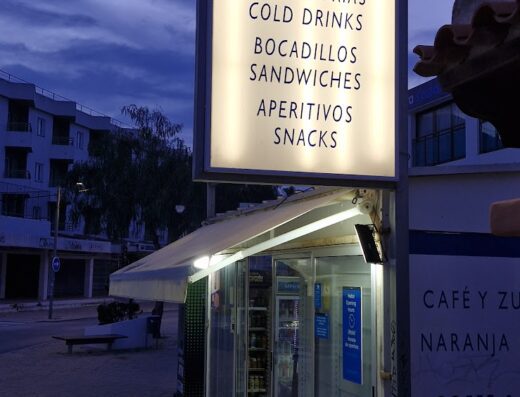 COLD DRINKS
BOCADILLOS
SANDWICHES
APERITIVOS
SNACKS
CAFÉ Y ZU
NARANJA